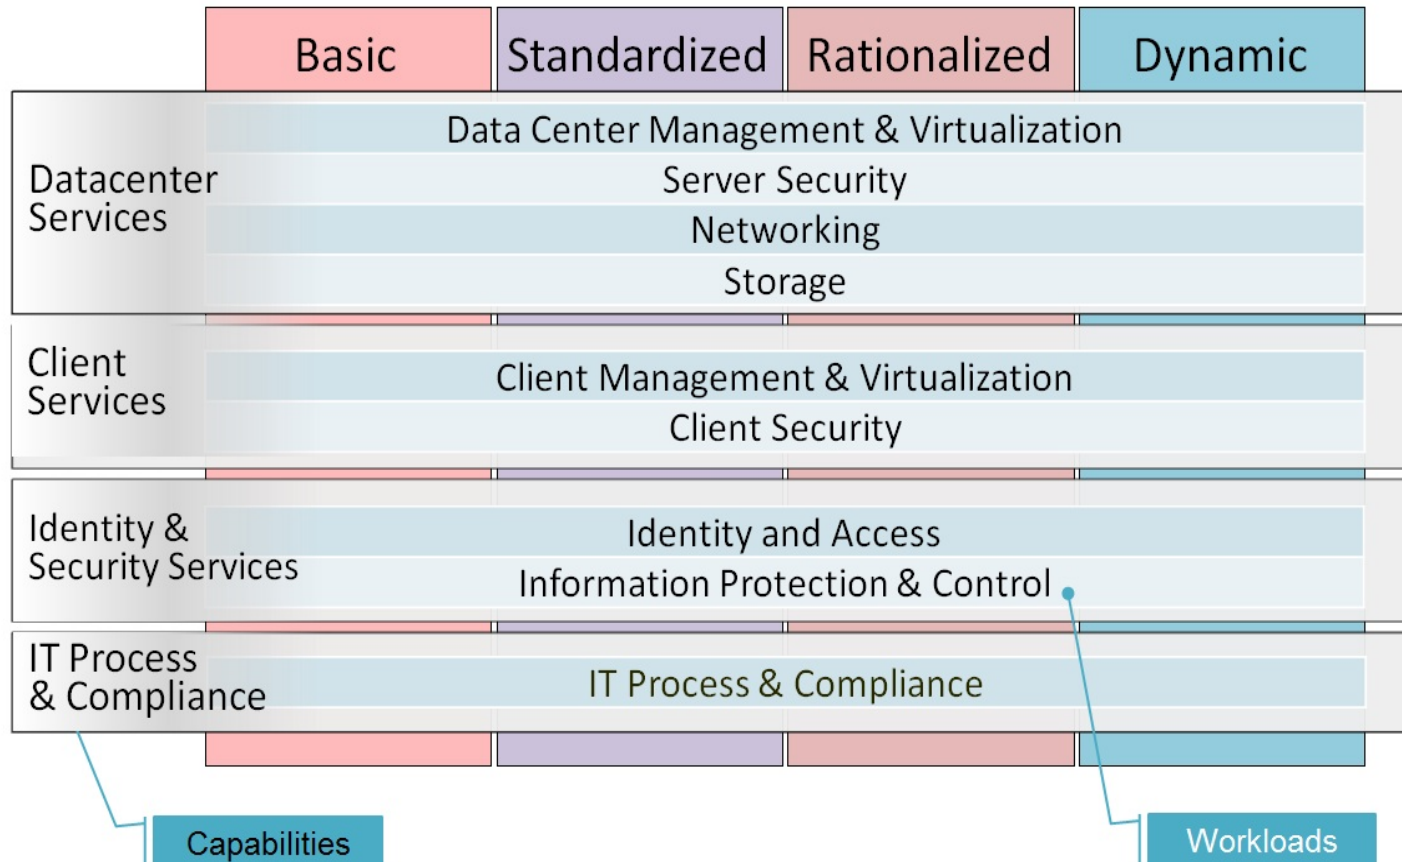 Basic Standardized Rationalized Dynamic
Datacenter
Services
Data Center Management & Virtualization
Server Security
Networking
Storage
Client
Services
Client Management & Virtualization
Client Security
Identity &
Security Services
Identity and Access
Information Protection & Control
IT Process
& Compliance
IT Process & Compliance
Capabilities
Workloads